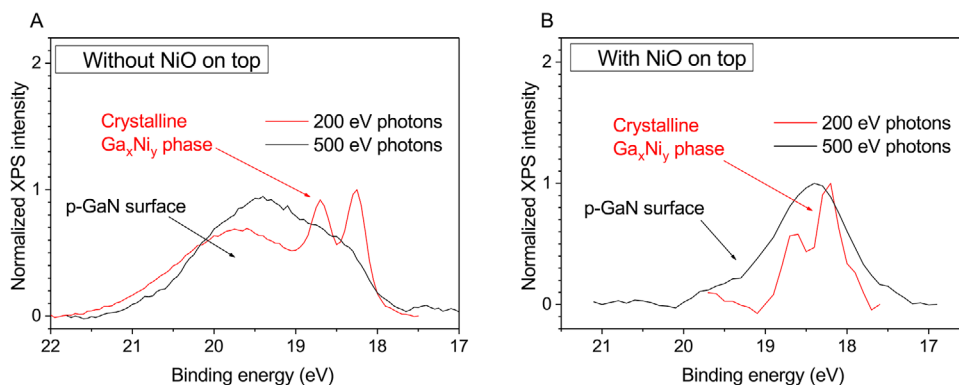 A
Without NiO on top
2
1
0
Normalized XPS intensity
Crystalline
GaxNiy phase
200 eV photons
500 eV photons
p-GaN surface
22
21
20
19
18
17
Binding energy (eV)
B
With NiO on top
2
1
0
Normalized XPS intensity
Crystalline
GaxNiy phase
200 eV photons
500 eV photons
p-GaN surface
21
20
19
18
17
Binding energy (eV)